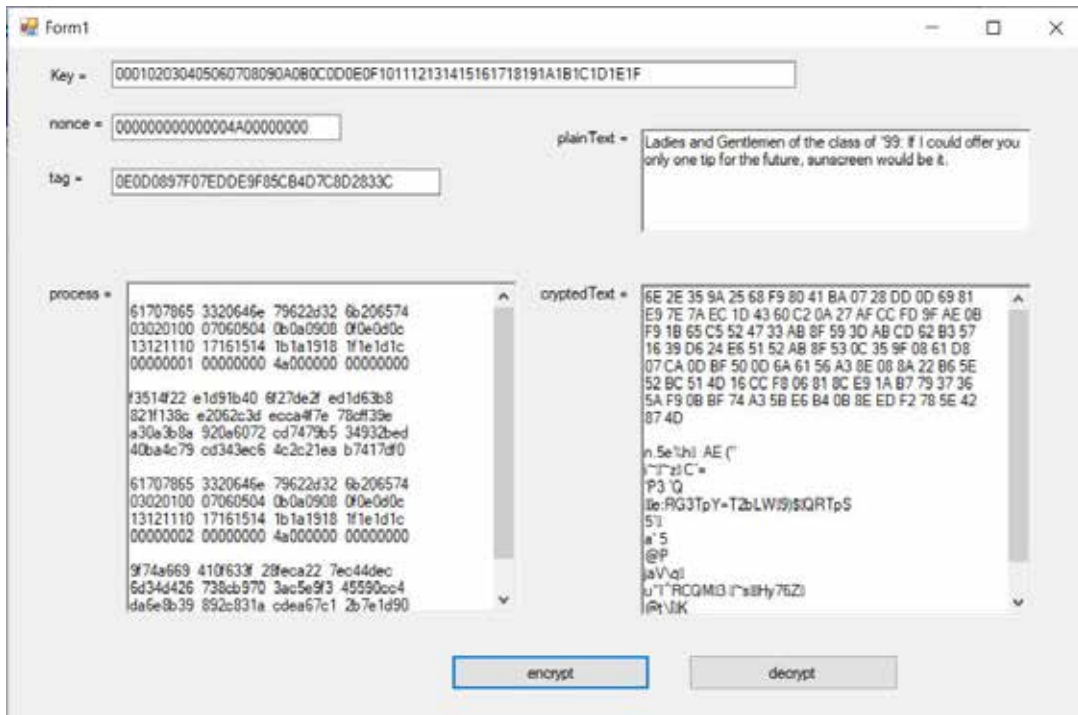 Form1
Key = 000102030405060708090A0B0C0D0E0F101112131415161718191A1B1C1D1E1F
nonce = 000000000000004A00000000
plainText = Ladies and Gentlemen of the class of '99: If I could offer you
only one tip for the future, sunscreen would be it.
tag = 0E0D0897F07EDDE9F85CB4D7C8D2833C
process =
61707865 3320646e 79622d32 6b206574
03020100 07060504 0b0a0908 0f0e0d0c
13121110 17161514 1b1a1918 1f1e1d1c
00000001 00000000 4a000000 00000000
f3514f22 e1d91b40 6f27de2f ed1d63b8
821f138c e2062c3d ecca4f7e 78cff39e
a30a3b8a 920a6072 cd7479b5 34932bed
40ba4c79 cd343ec6 4c2c21ea b7417df0
61707865 3320646e 79622d32 6b206574
03020100 07060504 0b0a0908 0f0e0d0c
13121110 17161514 1b1a1918 1f1e1d1c
00000002 00000000 4a000000 00000000
9f74a669 410f633f 28feca22 7ec44dec
6d34d426 738cb970 3ac5e9f3 45590cc4
da6e8b39 892c831a cdea67c1 2b7e1d90
cryptedText =
6E 2E 35 9A 25 68 F9 80 41 BA 07 28 DD 0D 69 81
E9 7E 7A EC 1D 43 60 C2 0A 27 AF CC FD 9F AE 0B
F9 1B 65 C5 52 47 33 AB 8F 59 3D AB CD 62 B3 57
16 39 D6 24 E6 51 52 AB 8F 53 0C 35 9F 08 61 D8
07 CA 0D BF 50 0D 6A 61 56 A3 8E 08 8A 22 B6 5E
52 BC 51 4D 16 CC F8 06 81 8C E9 1A B7 79 37 36
5A F9 0B BF 74 A3 5B E6 B4 0B 8E ED F2 78 5E 42
87 4D
@P
encrypt
decrypt